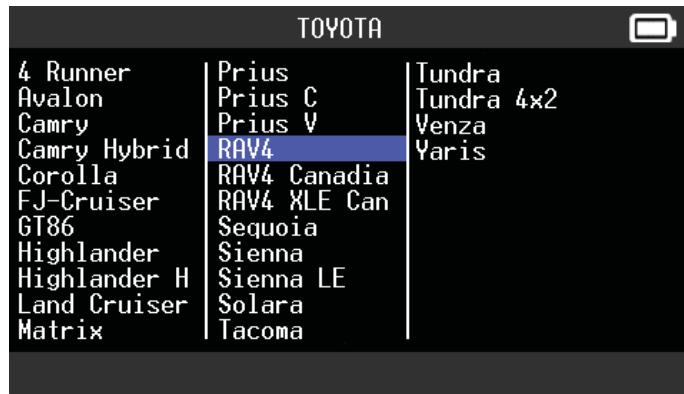 TOYOTA
4 Runner
Avalon
Camry
Camry Hybrid
Corolla
FJ-Cruiser
GT86
Highlander
Highlander H
Land Cruiser
Matrix
Prius
Prius C
Prius V
RAV4
RAV4 Canadia
RAV4 XLE Can
Sequoia
Sienna
Sienna LE
Solara
Tacoma
Tundra
Tundra 4x2
Venza
Yaris